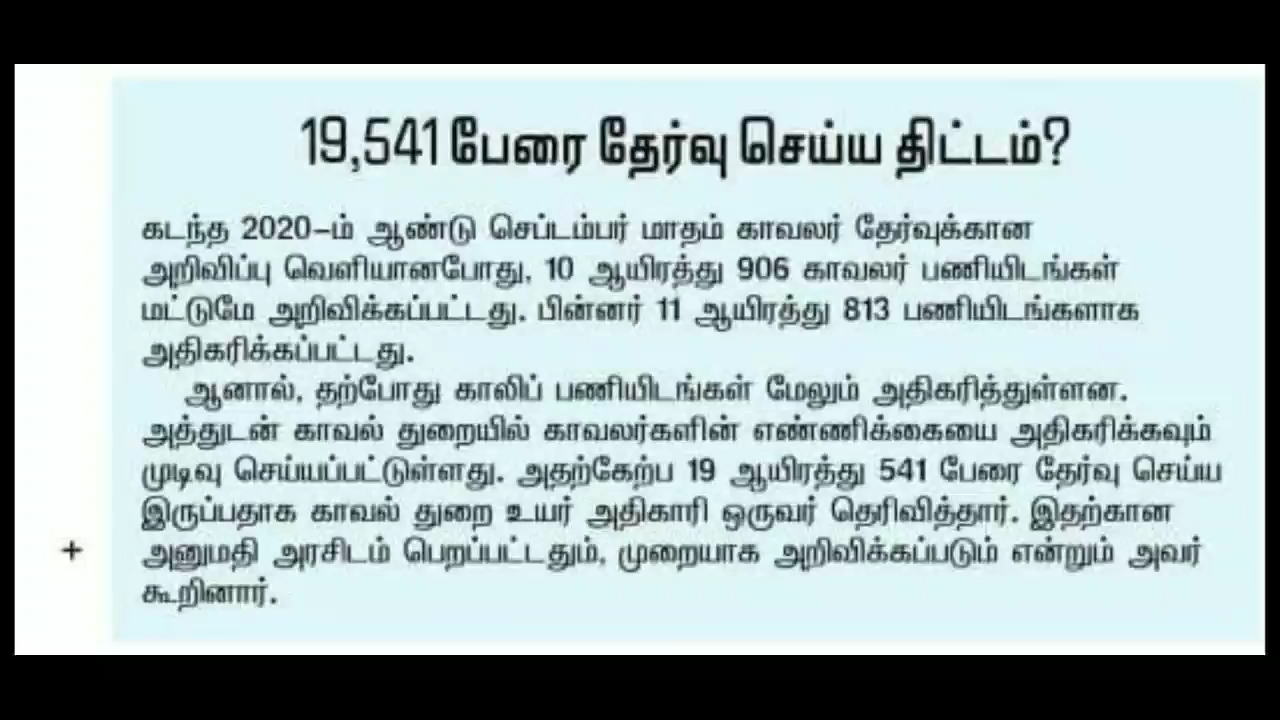 19,541 பேரை தேர்வு செய்ய திட்டம்?
கடந்த 2020-ம் ஆண்டு செப்டம்பர் மாதம் காவலர் தேர்வுக்கான
அறிவிப்பு வெளியானபோது, 10 ஆயிரத்து 906 காவலர் பணியிடங்கள்
மட்டுமே அறிவிக்கப்பட்டது. பின்னர் 11 ஆயிரத்து 813 பணியிடங்களாக
அதிகரிக்கப்பட்டது.
ஆனால், தற்போது காலிப் பணியிடங்கள் மேலும் அதிகரித்துள்ளன.
அத்துடன் காவல் துறையில் காவலர்களின் எண்ணிக்கையை அதிகரிக்கவும்
முடிவு செய்யப்பட்டுள்ளது. அதற்கேற்ப 19 ஆயிரத்து 541 பேரை தேர்வு செய்ய
இருப்பதாக காவல் துறை உயர் அதிகாரி ஒருவர் தெரிவித்தார். இதற்கான
+ அனுமதி அரசிடம் பெறப்பட்டதும், முறையாக அறிவிக்கப்படும் என்றும் அவர்
கூறினார்.